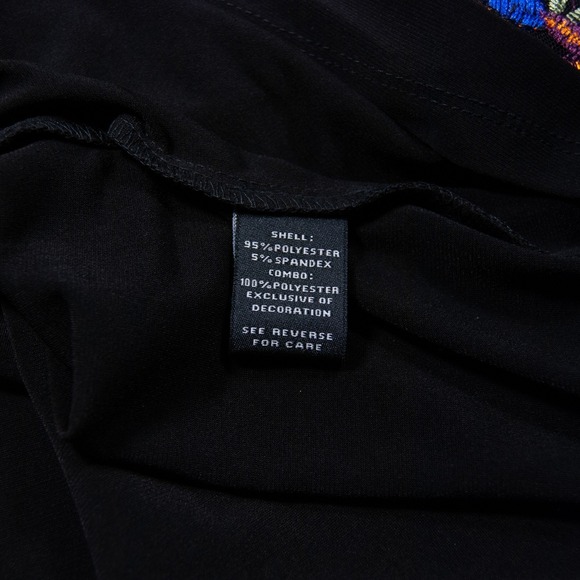 SHELL:
95%POLYESTER
5%SPANDEX
COMBO:
100%POLYESTER
EXCLUSIVE OF
DECORATION
SEE REVERSE
FOR CARE